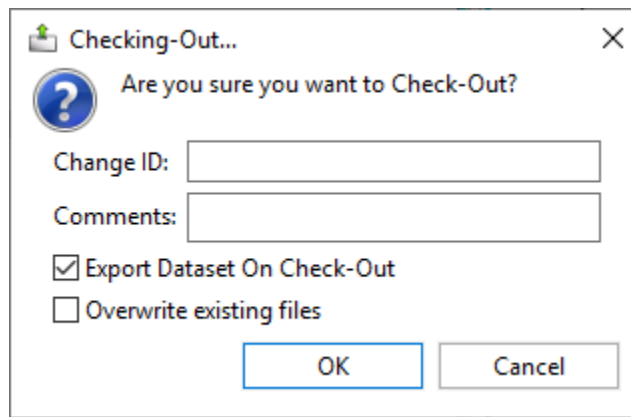 Checking-Out...
Are you sure you want to Check-Out?
Change ID:
Comments:
Export Dataset On Check-Out
Overwrite existing files
OK Cancel